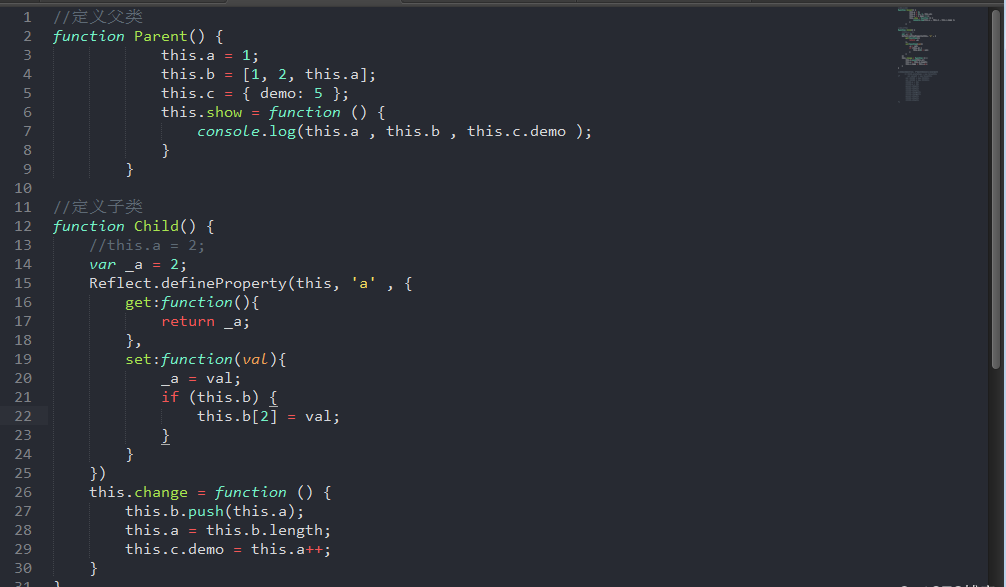 1 //定义父类
2 function Parent() {
3 this.a = 1;
4 this.b = [1, 2, this.a];
5 this.c = { demo: 5 };
6 this.show = function () {
7 console.log(this.a , this.b , this.c.demo );
8 }
9 }
10
11 //定义子类
12 function Child() {
13 //this.a = 2;
14 var _a = 2;
15 Reflect.defineProperty(this, 'a' , {
16 get:function(){
17 return _a;
18 },
19 set:function(val){
20 _a = val;
21 if (this.b) {
22 this.b[2] = val;
23 }
24 }
25 })
26 this.change = function () {
27 this.b.push(this.a);
28 this.a = this.b.length;
29 this.c.demo = this.a++;
30 }
31 }